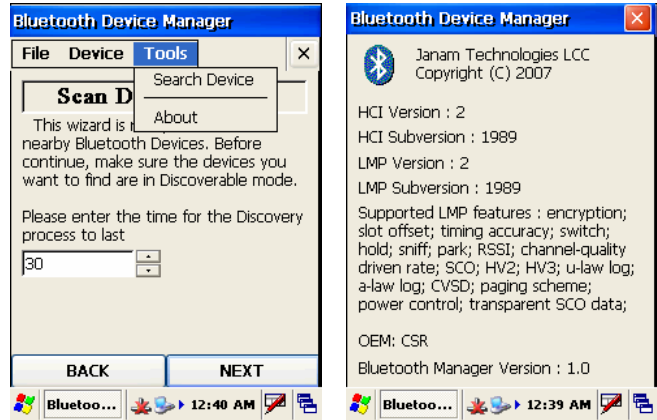 Bluetooth Device Manager
File Device Tools
Search Device
About
Scan D
This wizard is
nearby Bluetooth Devices. Before
continue, make sure the devices you
want to find are in Discoverable mode.
Please enter the time for the Discovery
process to last
30
BACK NEXT
Bluetoo... 12:40 AM
Bluetooth Device Manager
Janam Technologies LCC
Copyright (C) 2007
HCI Version : 2
HCI Subversion : 1989
LMP Version : 2
LMP Subversion : 1989
Supported LMP features : encryption;
slot offset; timing accuracy; switch;
hold; sniff; park; RSSI; channel-quality
driven rate; SCO; HV2; HV3; u-law log;
a-law log; CVSD; paging scheme;
power control; transparent SCO data;
OEM: CSR
Bluetooth Manager Version : 1.0
Bluetoo... 12:39 AM